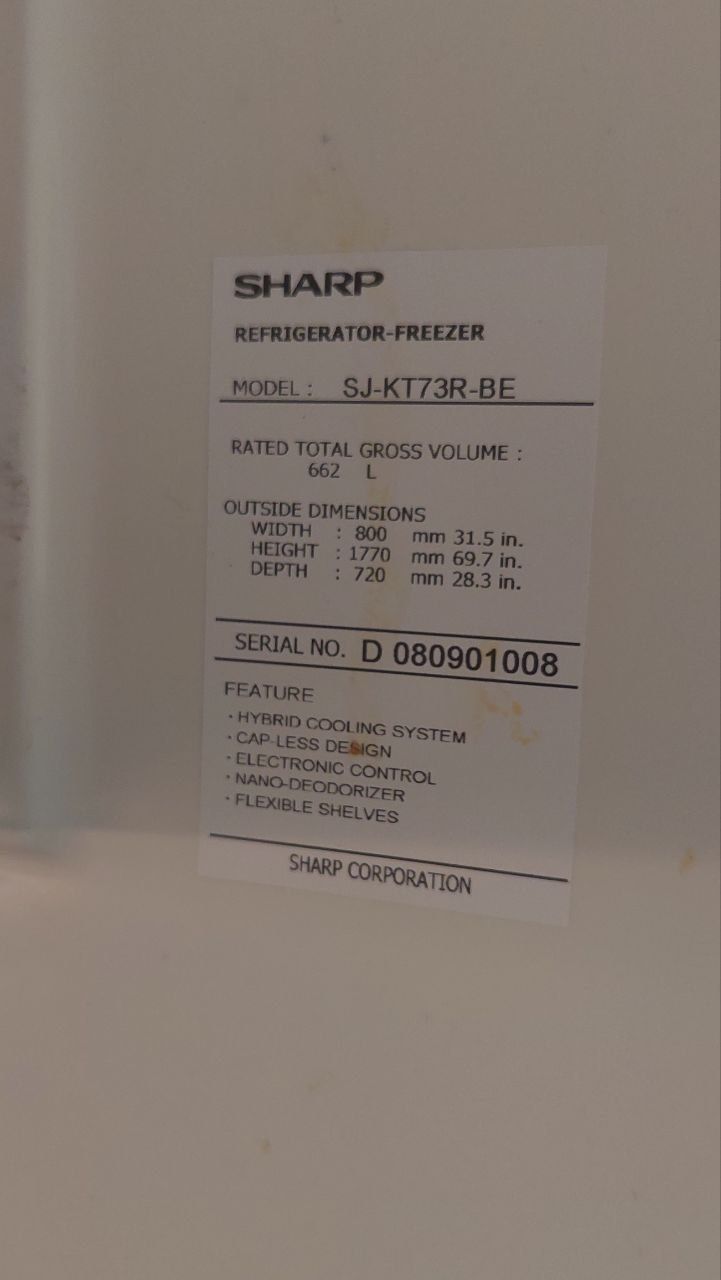 SHARP
REFRIGERATOR-FREEZER
MODEL : SJ-KT73R-BE
RATED TOTAL GROSS VOLUME :
662 L
OUTSIDE DIMENSIONS
WIDTH : 800 mm 31.5 in.
HEIGHT : 1770 mm 69.7 in.
DEPTH : 720 mm 28.3 in.
SERIAL NO. D 080901008
FEATURE
· HYBRID COOLING SYSTEM
· CAP-LESS DESIGN
· ELECTRONIC CONTROL
· NANO-DEODORIZER
· FLEXIBLE SHELVES
SHARP CORPORATION